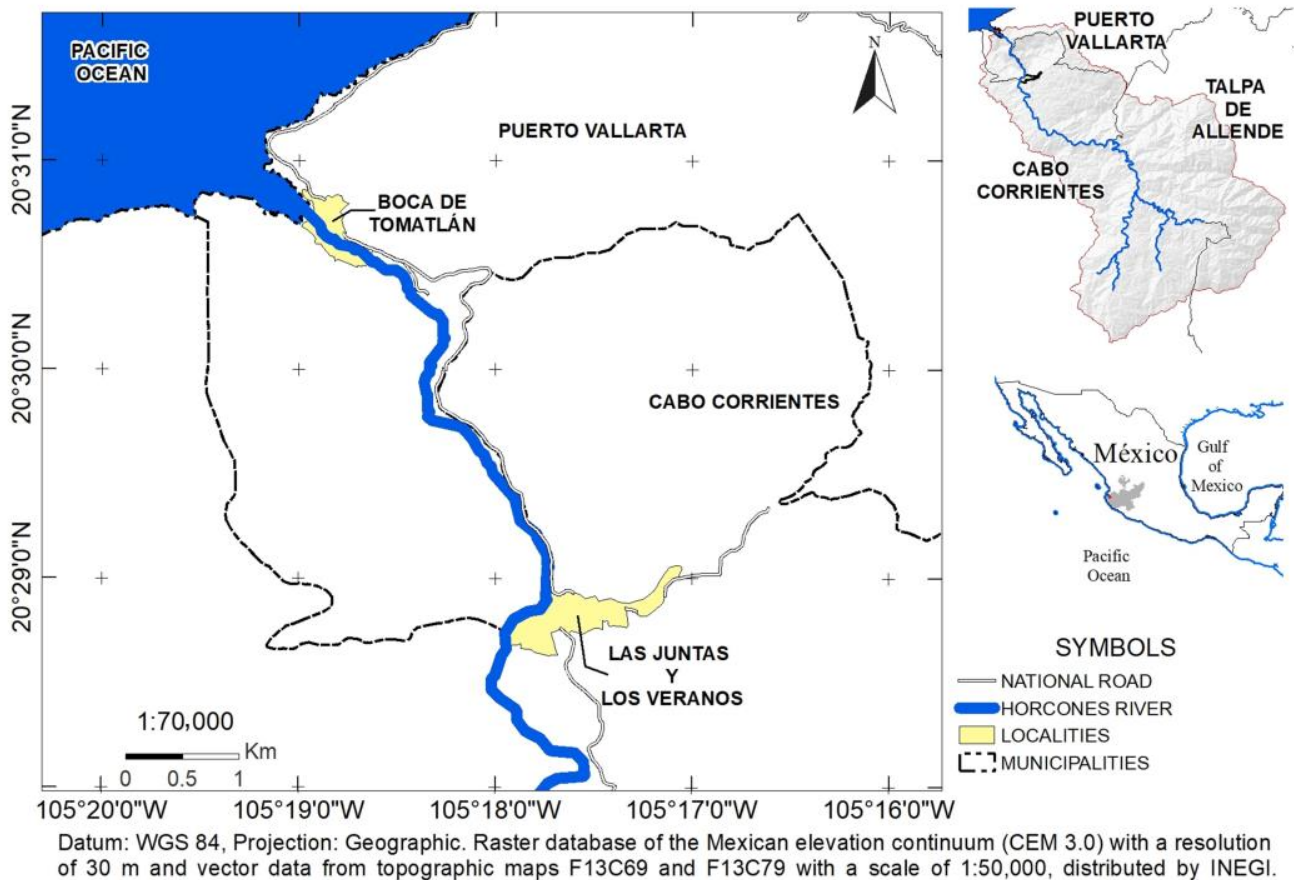 PACIFIC
OCEAN
N
PUERTO VALLARTA
BOCA DE
TOMATLÁN
CABO CORRIENTES
LAS JUNTAS
Y
LOS VERANOS
1:70,000
Km
0 0.5 1
20°31'0"N
20°30'0"N
20°29'0"N
105°20'0"W 105°19'0"W 105°18'0"W 105°17'0"W 105°16'0"W
PUERTO
VALLARTA
TALPA
DE
ALLENDE
CABO
CORRIENTES
México
Gulf
of
Mexico
Pacific
Ocean
SYMBOLS
NATIONAL ROAD
HORCONES RIVER
LOCALITIES
MUNICIPALITIES
Datum: WGS 84, Projection: Geographic. Raster database of the Mexican elevation continuum (CEM 3.0) with a resolution
of 30 m and vector data from topographic maps F13C69 and F13C79 with a scale of 1:50,000, distributed by INEGI.